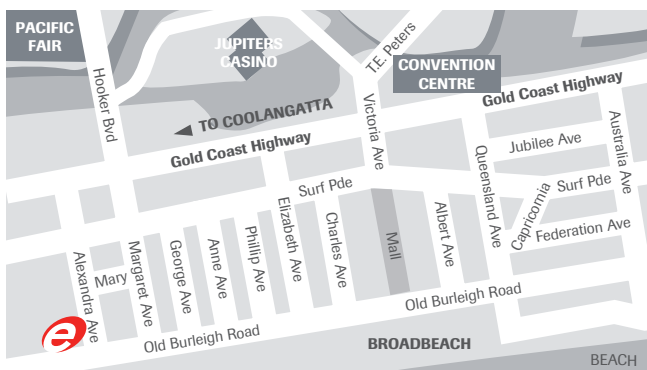 PACIFIC
FAIR
JUPITERS
CASINO
T.E. Peters
CONVENTION
CENTRE
Hooker Bvd
TO COOLANGATTA
Gold Coast Highway
Gold Coast Highway
Victoria Ave
Australia Ave
Jubilee Ave
Queensland Ave
Surf Pde
Surf Pde
Capricornia
Federation Ave
Alexandra Ave
Mary
Margaret Ave
George Ave
Anne Ave
Phillip Ave
Elizabeth Ave
Charles Ave
Mall
Albert Ave
Old Burleigh Road
Old Burleigh Road
e
BROADBEACH
BEACH